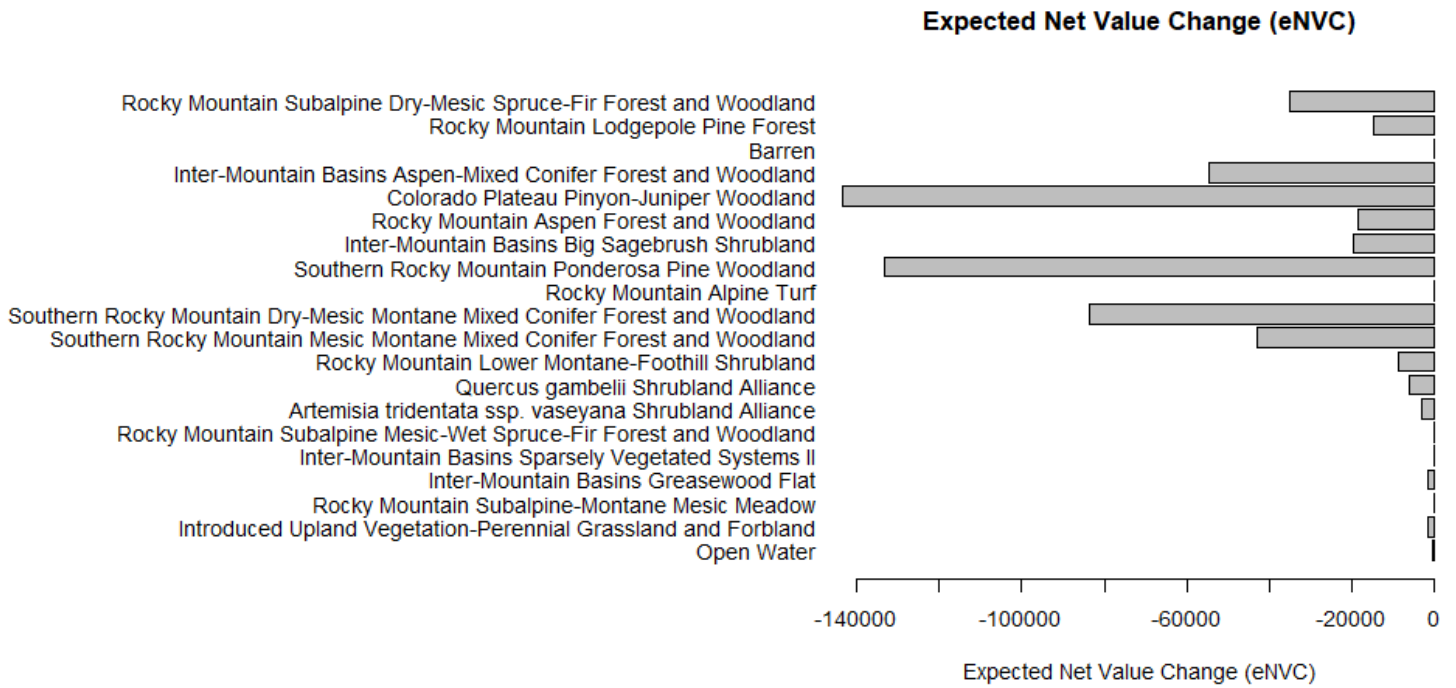 Expected Net Value Change (eNVC)
Rocky Mountain Subalpine Dry-Mesic Spruce-Fir Forest and Woodland
Rocky Mountain Lodgepole Pine Forest
Barren
Inter-Mountain Basins Aspen-Mixed Conifer Forest and Woodland
Colorado Plateau Pinyon-Juniper Woodland
Rocky Mountain Aspen Forest and Woodland
Inter-Mountain Basins Big Sagebrush Shrubland
Southern Rocky Mountain Ponderosa Pine Woodland
Rocky Mountain Alpine Turf
Southern Rocky Mountain Dry-Mesic Montane Mixed Conifer Forest and Woodland
Southern Rocky Mountain Mesic Montane Mixed Conifer Forest and Woodland
Rocky Mountain Lower Montane-Foothill Shrubland
Quercus gambelii Shrubland Alliance
Artemisia tridentata ssp. vaseyana Shrubland Alliance
Rocky Mountain Subalpine Mesic-Wet Spruce-Fir Forest and Woodland
Inter-Mountain Basins Sparsely Vegetated Systems II
Inter-Mountain Basins Greasewood Flat
Rocky Mountain Subalpine-Montane Mesic Meadow
Introduced Upland Vegetation-Perennial Grassland and Forbland
Open Water
-140000 -100000 -60000 -20000 0
Expected Net Value Change (eNVC)